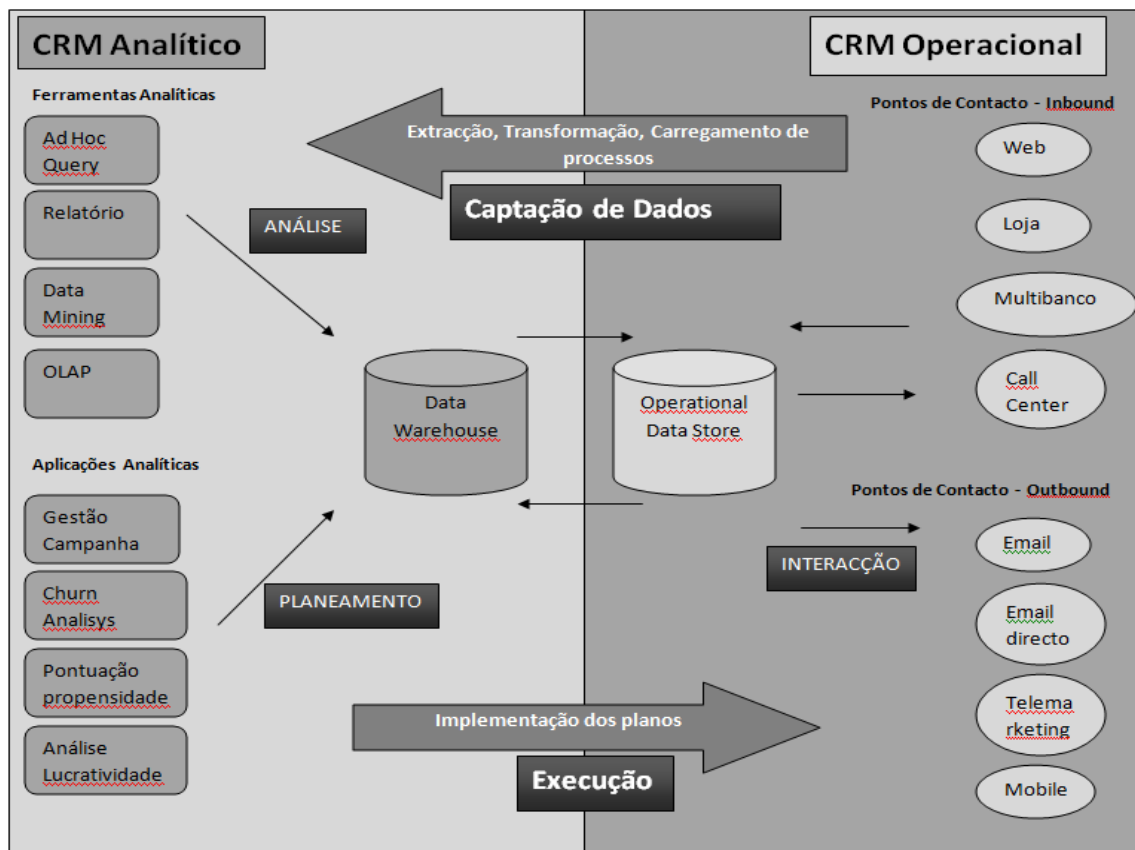 CRM Analítico
Ferramentas Analíticas
Ad Hoc
Query
Relatório
Data
Mining
OLAP
Aplicações Analíticas
Gestão
Campanha
Churn
Analisys
Pontuação
propensidade
Análise
Lucratividade
ANÁLISE
PLANEAMENTO
Extracção, Transformação, Carregamento de
processos
Captação de Dados
Data
Warehouse
Operational
Data Store
Implementação dos planos
Execução
CRM Operacional
Pontos de Contacto - Inbound
Web
Loja
Multibanco
Call
Center
Pontos de Contacto - Outbound
INTERACÇÃO
Email
Email
directo
Telema
rketing
Mobile